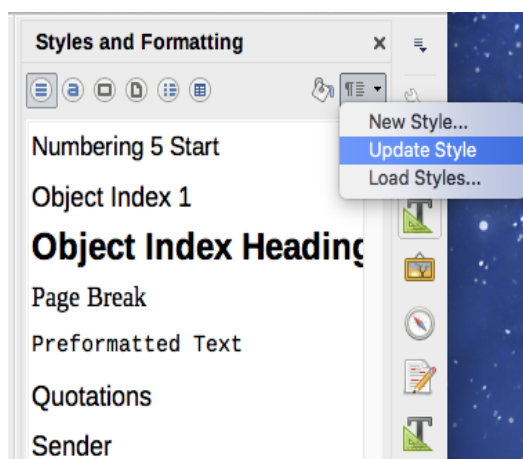 Styles and Formatting
New Style...
Update Style
Load Styles...
Numbering 5 Start
Object Index 1
Object Index Heading
Page Break
Preformatted Text
Quotations
Sender